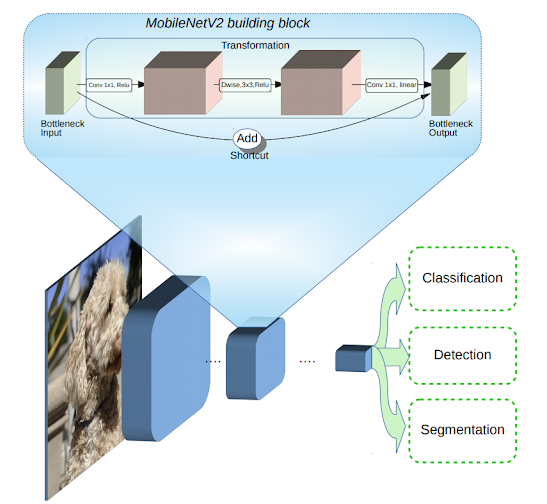 MobileNetV2 building block
Transformation
Conv 1x1, Relu
Dwise,3x3,Relu
Conv 1x1, linear
Bottleneck
Input
Bottleneck
Output
Add
Shortcut
Classification
....
....
Detection
Segmentation